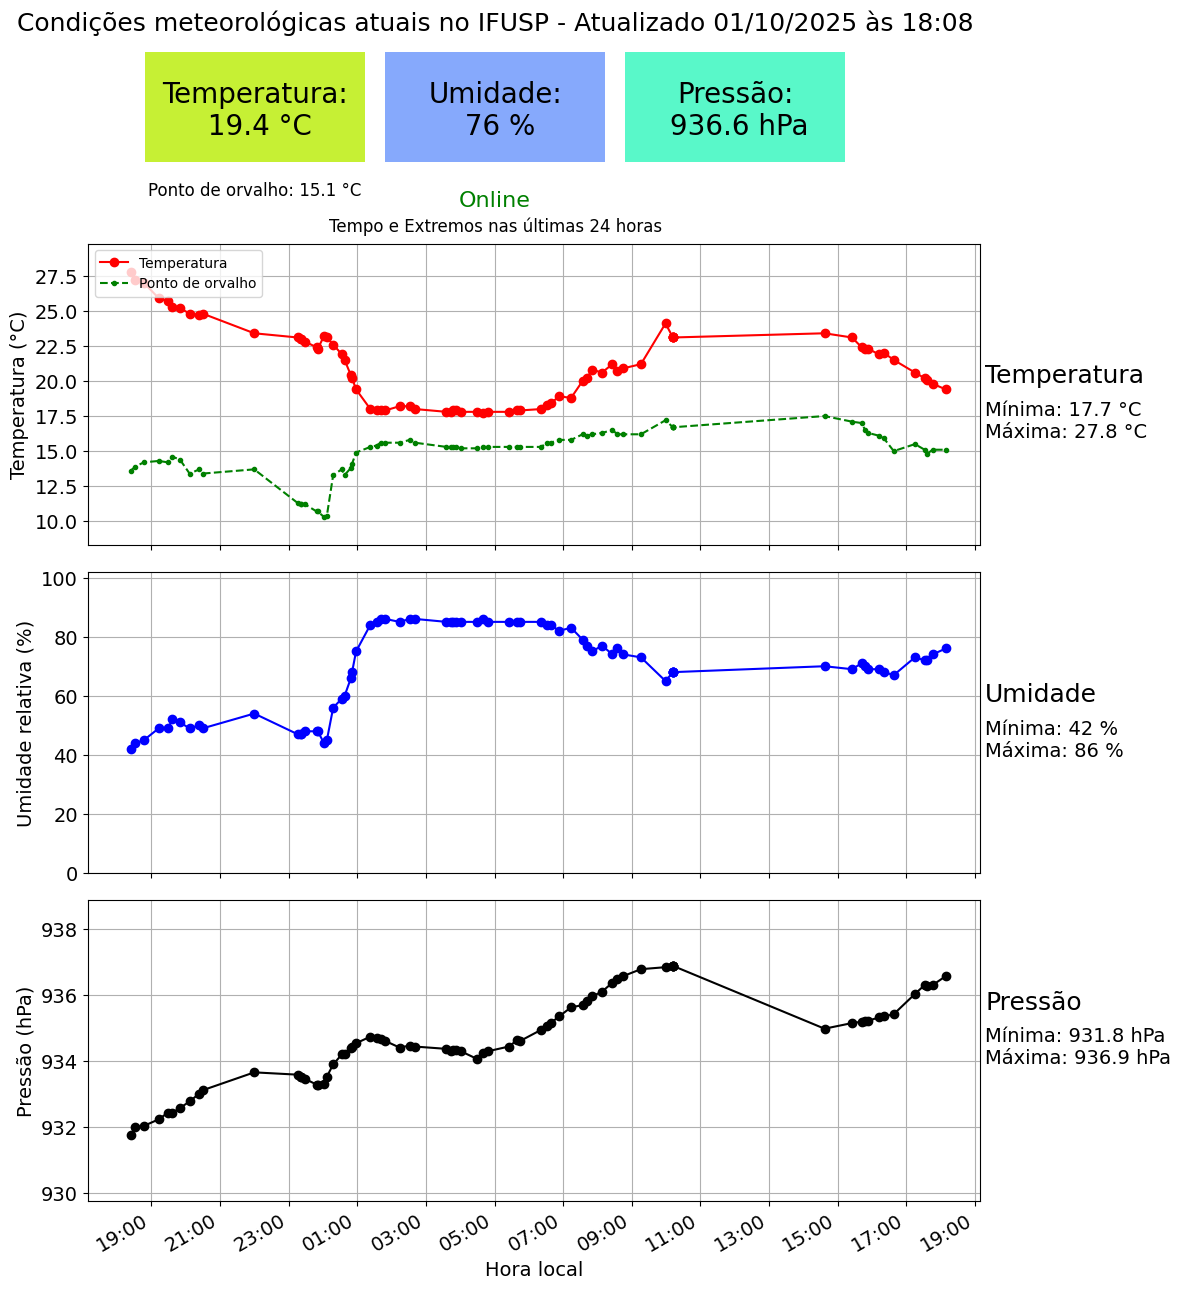 Condições meteorológicas atuais no IFUSP - Atualizado 01/10/2025 às 18:08
Temperatura:
19.4 °C
Umidade:
76 %
Pressão:
936.6 hPa
Ponto de orvalho: 15.1 °C
Online
Tempo e Extremos nas últimas 24 horas
Temperatura
Ponto de orvalho
Temperatura (°C)
27.5
25.0
22.5
20.0
17.5
15.0
12.5
10.0
Temperatura
Mínima: 17.7 °C
Máxima: 27.8 °C
Umidade relativa (%)
100
80
60
40
20
0
Umidade
Mínima: 42 %
Máxima: 86 %
Pressão (hPa)
938
936
934
932
930
Pressão
Mínima: 931.8 hPa
Máxima: 936.9 hPa
19:00
21:00
23:00
01:00
03:00
05:00
07:00
09:00
11:00
13:00
15:00
17:00
19:00
Hora local